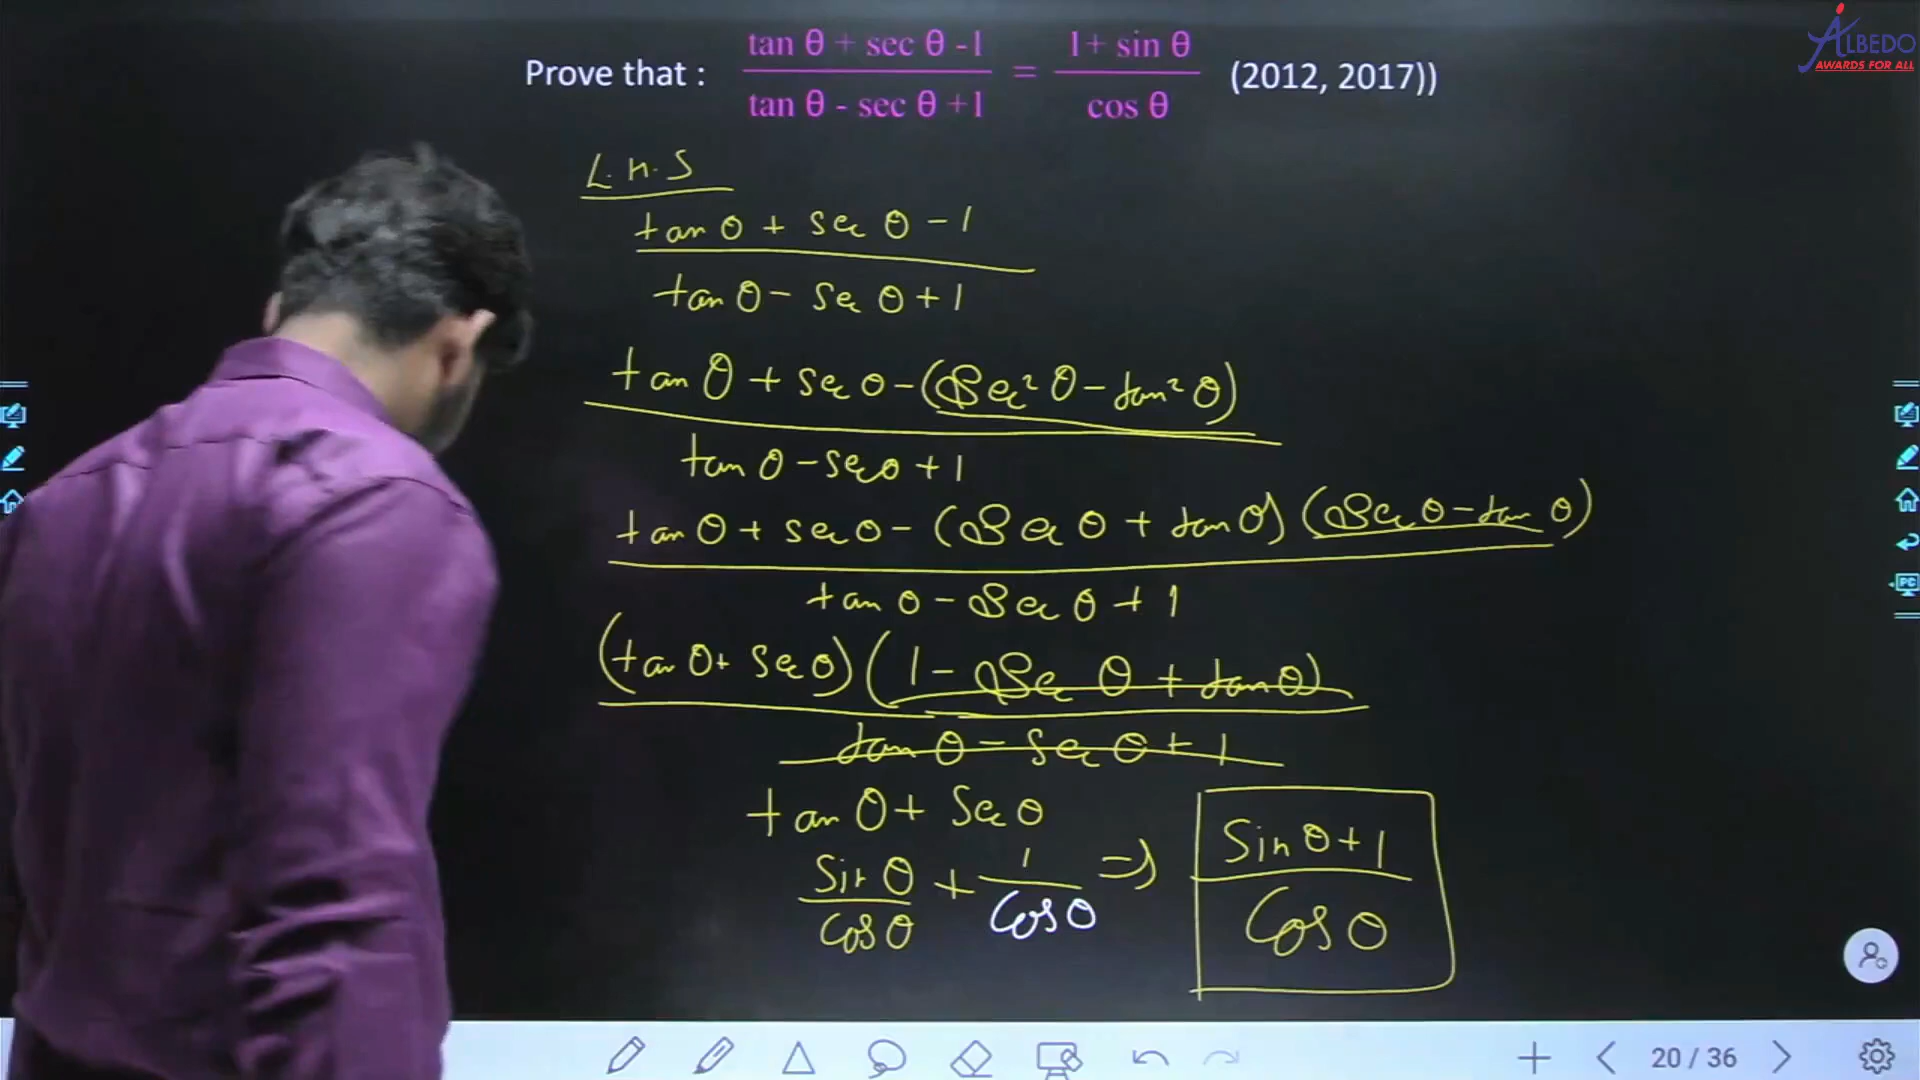 ALBEDO
AWARDS FOR ALL
Prove that : (tan θ + sec θ -1)/(tan θ - sec θ +1) = (1+ sin θ)/(cos θ) (2012, 2017))
L.H.S
tan θ + sec θ - 1
tan θ - sec θ + 1
tan θ + sec θ - (sec² θ - tan² θ)
tan θ - sec θ + 1
tan θ + sec θ - (sec θ + tan θ) (sec θ - tan θ)
tan θ - sec θ + 1
(tan θ + sec θ) (1 - sec θ + tan θ)
tan θ - sec θ + 1
tan θ + sec θ
sin θ/cos θ + 1/cos θ ⇒ (sin θ + 1)/cos θ
PC
PC
20 / 36